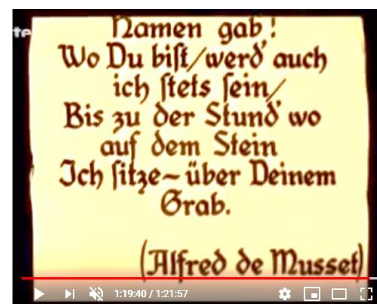 te
Namen gab!
Wo Du bist/werd' auch
ich stets sein/
Bis zu der Stund' wo
auf dem Stein
Ich sitze~über Deinem
Grab.
(Alfred de Musset)
1:19:40 / 1:21:57